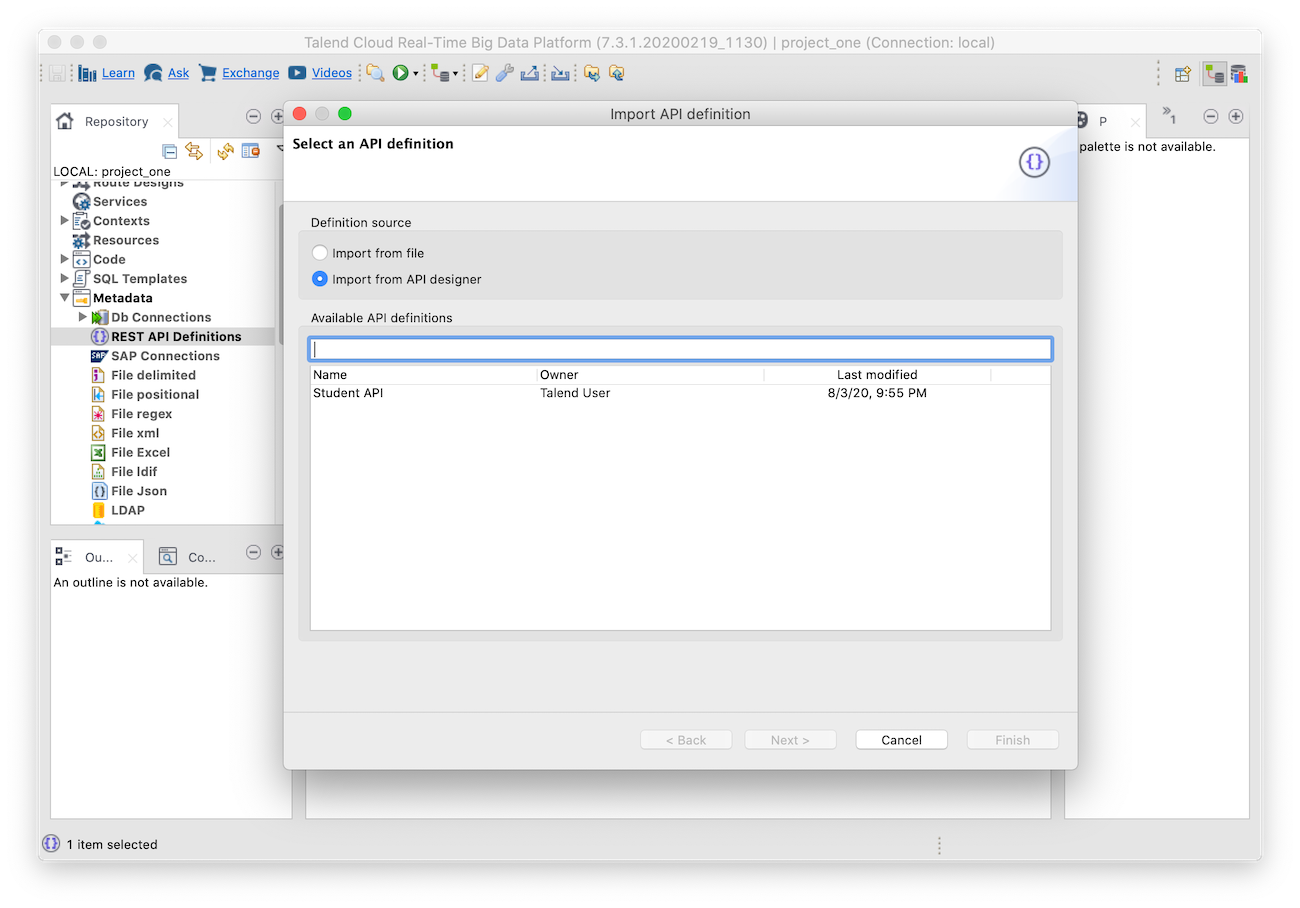 Talend Cloud Real-Time Big Data Platform (7.3.1.20200219_1130) | project_one (Connection: local)
Learn Ask Exchange Videos
Repository
LOCAL: project_one
Route Designs
Services
Contexts
Resources
Code
SQL Templates
Metadata
Db Connections
REST API Definitions
SAP SAP Connections
File delimited
File positional
File regex
File xml
File Excel
File ldif
File Json
LDAP
Ou... Co...
An outline is not available.
Import API definition
Select an API definition
Definition source
Import from file
Import from API designer
Available API definitions
Name Owner Last modified
Student API Talend User 8/3/20, 9:55 PM
< Back Next > Cancel Finish
P
»1
palette is not available.
1 item selected